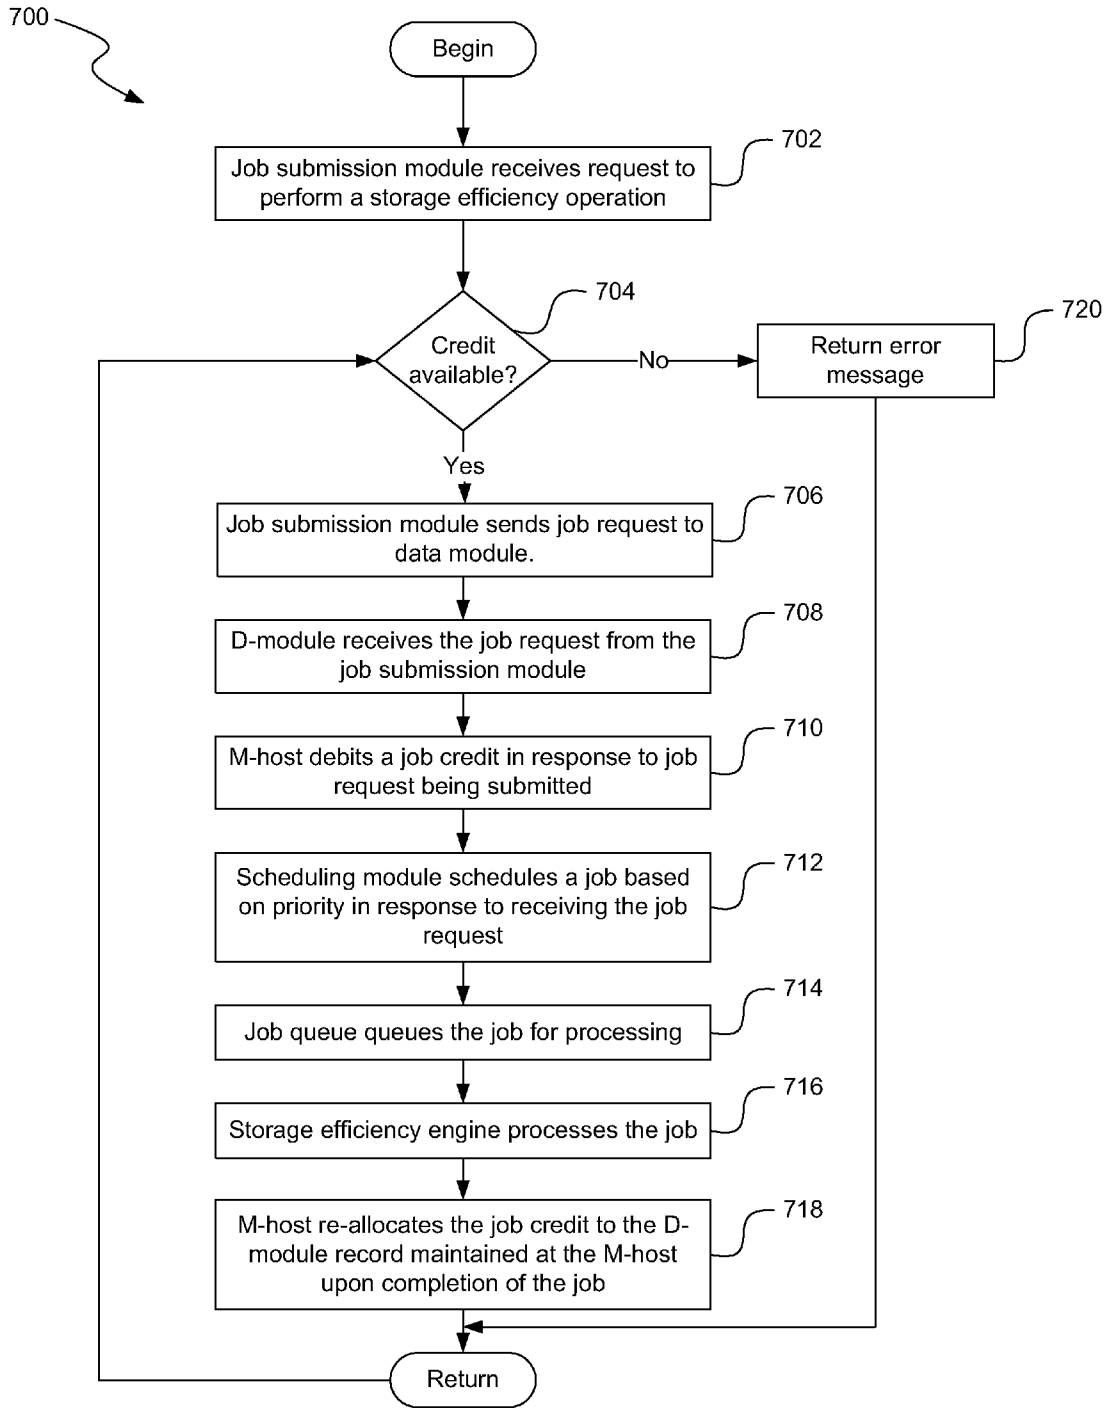 700
Begin
702
Job submission module receives request to
perform a storage efficiency operation
704
Credit
available?
No
720
Return error
message
Yes
706
Job submission module sends job request to
data module.
708
D-module receives the job request from the
job submission module
710
M-host debits a job credit in response to job
request being submitted
712
Scheduling module schedules a job based
on priority in response to receiving the job
request
714
Job queue queues the job for processing
716
Storage efficiency engine processes the job
718
M-host re-allocates the job credit to the D-
module record maintained at the M-host
upon completion of the job
Return